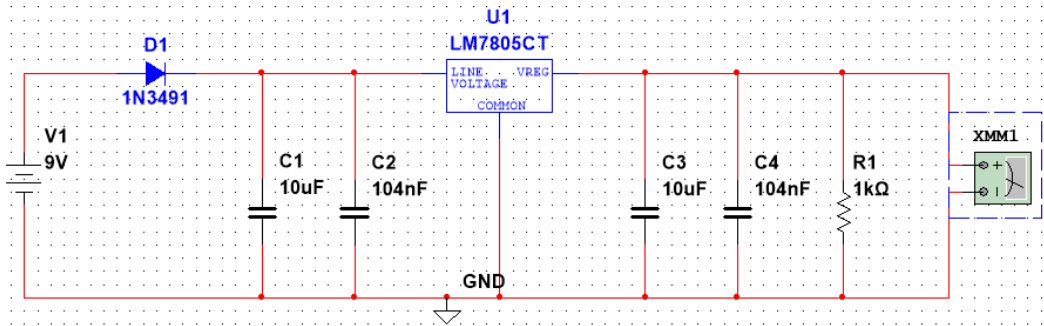 U1
LM7805CT
D1
1N3491
LINE VREG
VOLTAGE
COMMON
V1
9V
C1
10uF
C2
104nF
C3
10uF
C4
104nF
R1
1kΩ
XMM1
GND